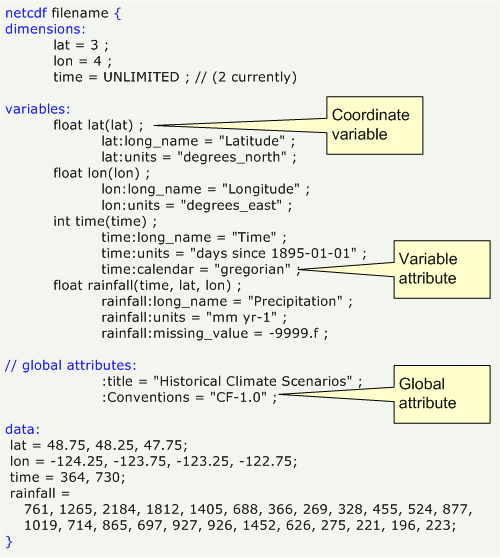 netcdf filename {
dimensions:
lat = 3 ;
lon = 4 ;
time = UNLIMITED ; // (2 currently)
variables:
float lat(lat) ;
Coordinate
variable
lat:long_name = "Latitude" ;
lat:units = "degrees_north" ;
float lon(lon) ;
lon:long_name = "Longitude" ;
lon:units = "degrees_east" ;
int time(time) ;
time:long_name = "Time" ;
time:units = "days since 1895-01-01" ;
time:calendar = "gregorian" ;
Variable
attribute
float rainfall(time, lat, lon) ;
rainfall:long_name = "Precipitation" ;
rainfall:units = "mm yr-1" ;
rainfall:missing_value = -9999.f ;
// global attributes:
:title = "Historical Climate Scenarios" ;
:Conventions = "CF-1.0" ;
Global
attribute
data:
lat = 48.75, 48.25, 47.75;
lon = -124.25, -123.75, -123.25, -122.75;
time = 364, 730;
rainfall =
761, 1265, 2184, 1812, 1405, 688, 366, 269, 328, 455, 524, 877,
1019, 714, 865, 697, 927, 926, 1452, 626, 275, 221, 196, 223;
}